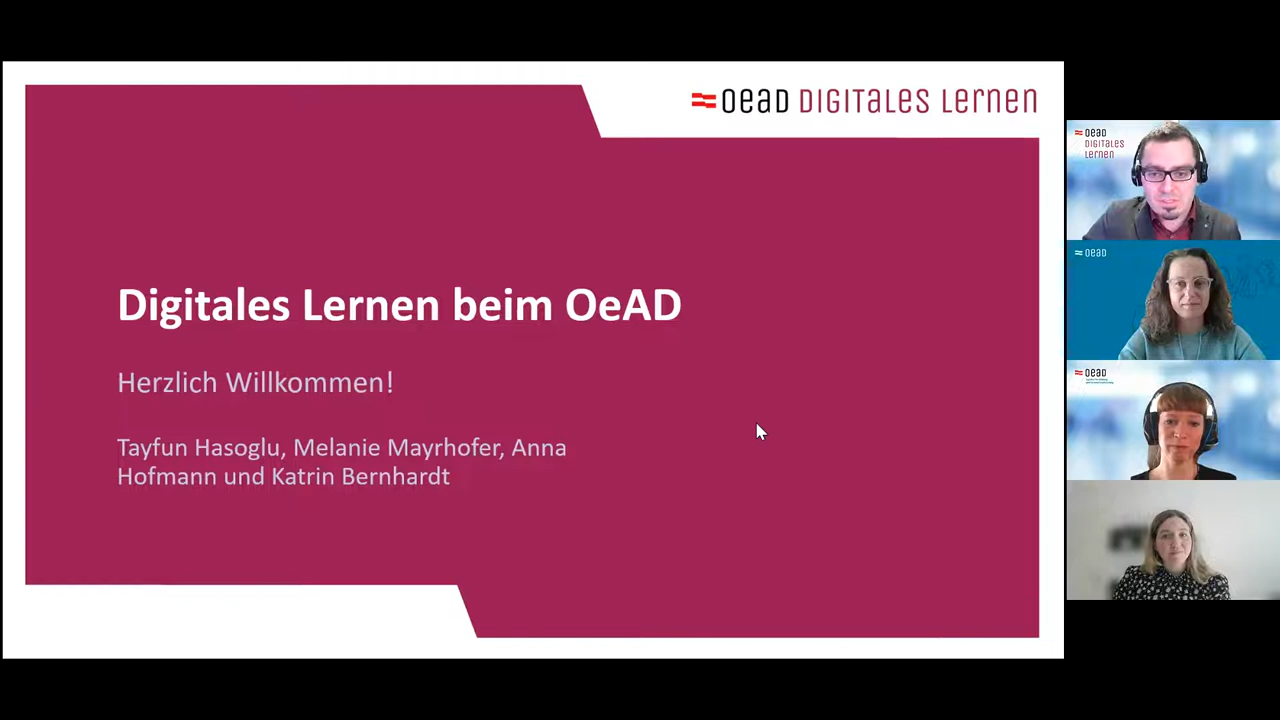 OeAD DIGITALES LERNEN
Digitales Lernen beim OeAD
Herzlich Willkommen!
Tayfun Hasoglu, Melanie Mayrhofer, Anna
Hofmann und Katrin Bernhardt
OeAD
DIGITALES
LERNEN
OeAD
OeAD